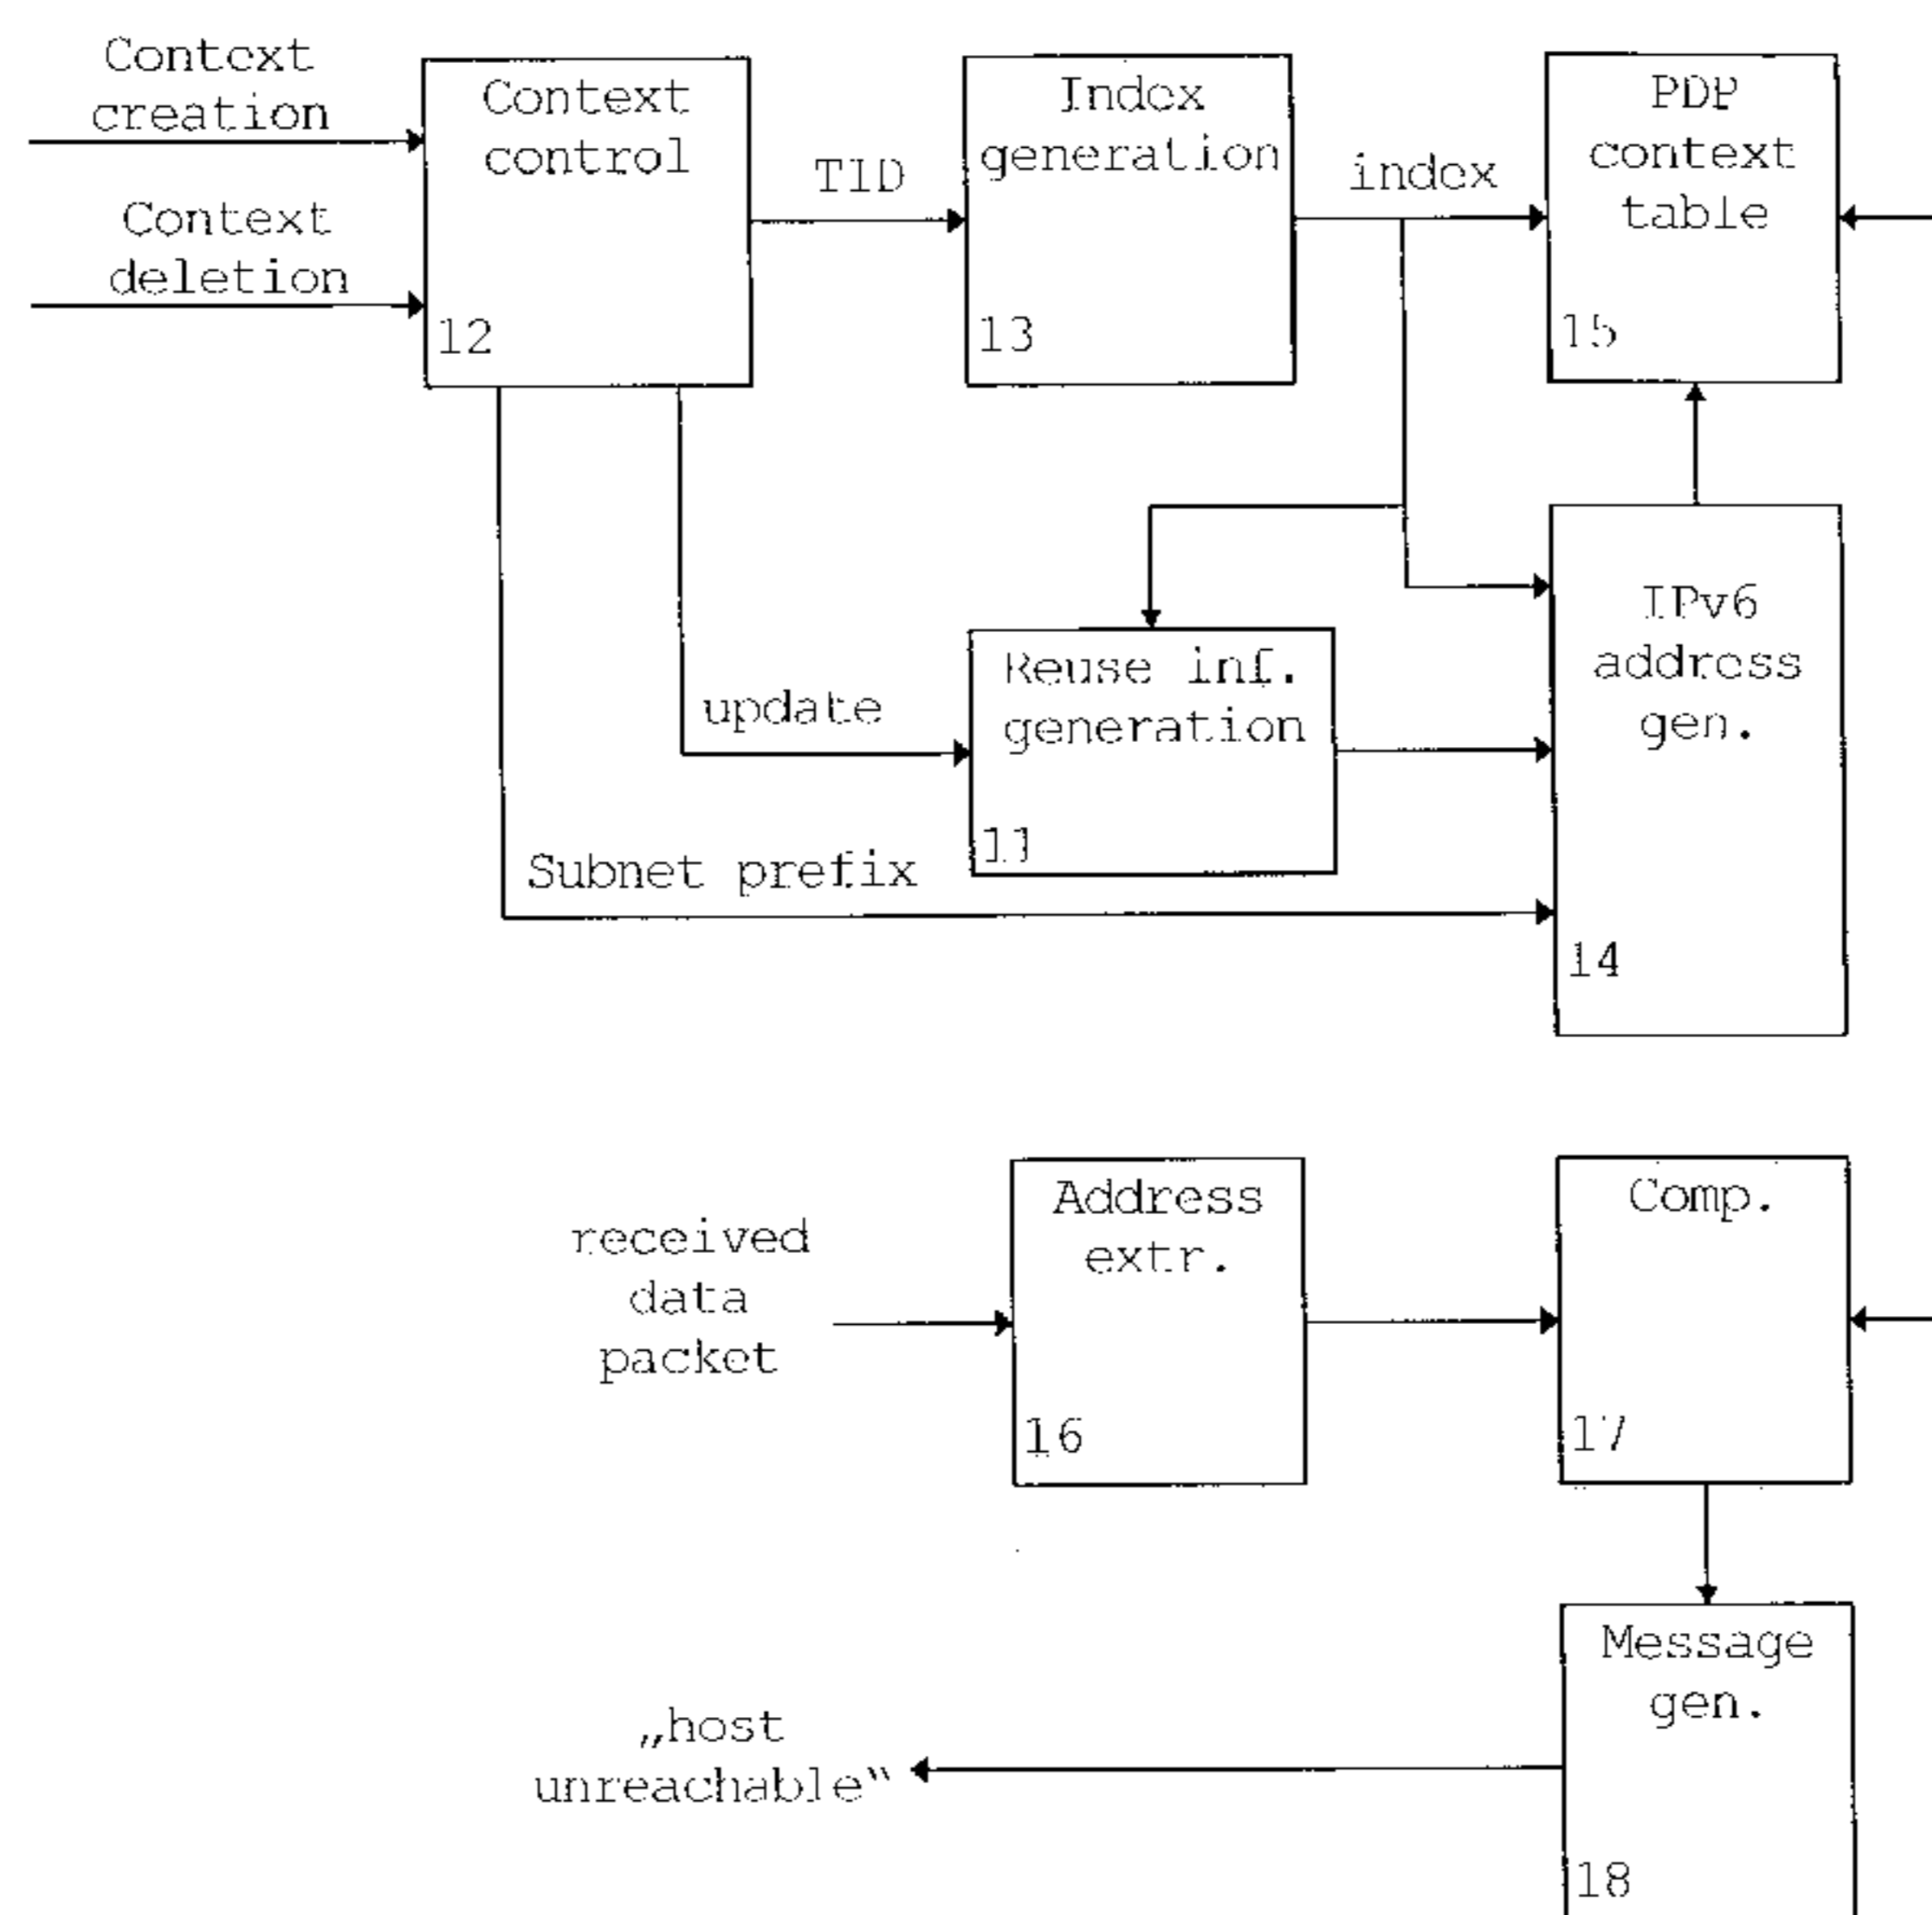 Context
creation
Context
deletion
Context
control
12
TID
Index
generation
13
index
PDP
context
table
15
update
Reuse inf.
generation
11
Subnet prefix
IPv6
address
gen.
14
received
data
packet
Address
extr.
16
Comp.
17
Message
gen.
18
„host
unreachable“